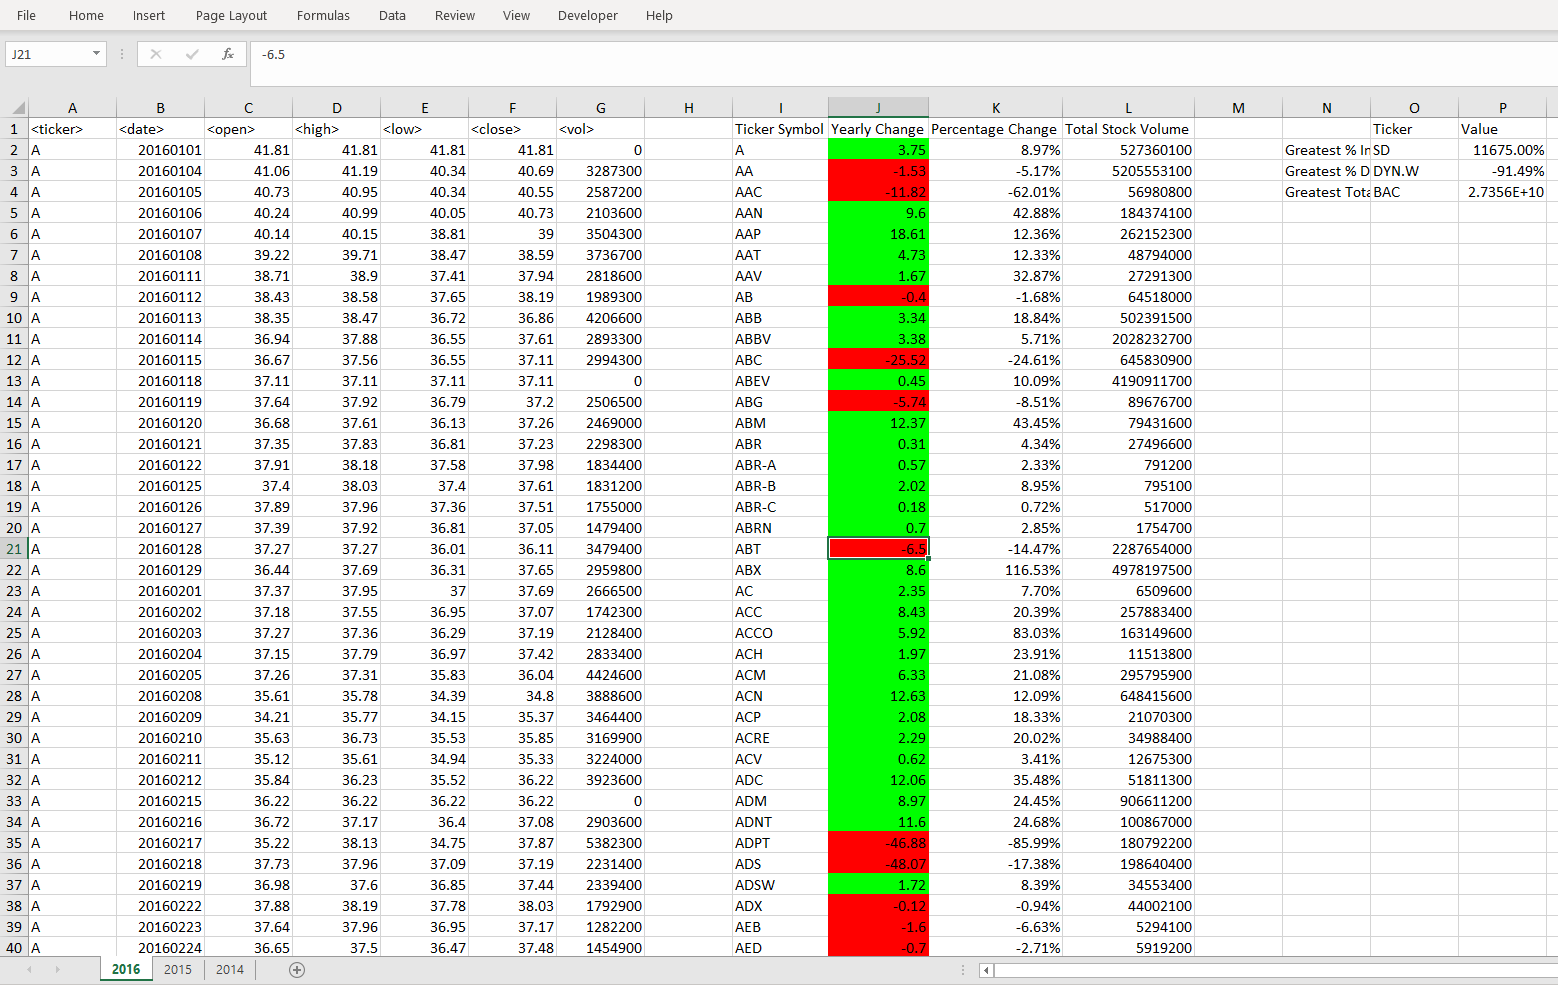 File Home Insert Page Layout Formulas Data Review View Developer Help
J21 fx -6.5
A B C D E F G H I J K L M N O P
1 <ticker> <date> <open> <high> <low> <close> <vol> Ticker Symbol Yearly Change Percentage Change Total Stock Volume Ticker Value
2 A 20160101 41.81 41.81 41.81 41.81 0 A 3.75 8.97% 527360100 Greatest % In SD 11675.00%
3 A 20160104 41.06 41.19 40.34 40.69 3287300 AA -1.53 -5.17% 5205553100 Greatest % D DYN.W -91.49%
4 A 20160105 40.73 40.95 40.34 40.55 2587200 AAC -11.82 -62.01% 56980800 Greatest Tota BAC 2.7356E+10
5 A 20160106 40.24 40.99 40.05 40.73 2103600 AAN 9.6 42.88% 184374100
6 A 20160107 40.14 40.15 38.81 39 3504300 AAP 18.61 12.36% 262152300
7 A 20160108 39.22 39.71 38.47 38.59 3736700 AAT 4.73 12.33% 48794000
8 A 20160111 38.71 38.9 37.41 37.94 2818600 AAV 1.67 32.87% 27291300
9 A 20160112 38.43 38.58 37.65 38.19 1989300 AB -0.4 -1.68% 64518000
10 A 20160113 38.35 38.47 36.72 36.86 4206600 ABB 3.34 18.84% 502391500
11 A 20160114 36.94 37.88 36.55 37.61 2893300 ABBV 3.38 5.71% 2028232700
12 A 20160115 36.67 37.56 36.55 37.11 2994300 ABC -25.52 -24.61% 645830900
13 A 20160118 37.11 37.11 37.11 37.11 0 ABEV 0.45 10.09% 4190911700
14 A 20160119 37.64 37.92 36.79 37.2 2506500 ABG -5.74 -8.51% 89676700
15 A 20160120 36.68 37.61 36.13 37.26 2469000 ABM 12.37 43.45% 79431600
16 A 20160121 37.35 37.83 36.81 37.23 2298300 ABR 0.31 4.34% 27496600
17 A 20160122 37.91 38.18 37.58 37.98 1834400 ABR-A 0.57 2.33% 791200
18 A 20160125 37.4 38.03 37.4 37.61 1831200 ABR-B 2.02 8.95% 795100
19 A 20160126 37.89 37.96 37.36 37.51 1755000 ABR-C 0.18 0.72% 517000
20 A 20160127 37.39 37.92 36.81 37.05 1479400 ABRN 0.7 2.85% 1754700
21 A 20160128 37.27 37.27 36.01 36.11 3479400 ABT -6.5 -14.47% 2287654000
22 A 20160129 36.44 37.69 36.31 37.65 2959800 ABX 8.6 116.53% 4978197500
23 A 20160201 37.37 37.95 37 37.69 2666500 AC 2.35 7.70% 6509600
24 A 20160202 37.18 37.55 36.95 37.07 1742300 ACC 8.43 20.39% 257883400
25 A 20160203 37.27 37.36 36.29 37.19 2128400 ACCO 5.92 83.03% 163149600
26 A 20160204 37.15 37.79 36.97 37.42 2833400 ACH 1.97 23.91% 11513800
27 A 20160205 37.26 37.31 35.83 36.04 4424600 ACM 6.33 21.08% 295795900
28 A 20160208 35.61 35.78 34.39 34.8 3888600 ACN 12.63 12.09% 648415600
29 A 20160209 34.21 35.77 34.15 35.37 3464400 ACP 2.08 18.33% 21070300
30 A 20160210 35.63 36.73 35.53 35.85 3169900 ACRE 2.29 20.02% 34988400
31 A 20160211 35.12 35.61 34.94 35.33 3224000 ACV 0.62 3.41% 12675300
32 A 20160212 35.84 36.23 35.52 36.22 3923600 ADC 12.06 35.48% 51811300
33 A 20160215 36.22 36.22 36.22 36.22 0 ADM 8.97 24.45% 906611200
34 A 20160216 36.72 37.17 36.4 37.08 2903600 ADNT 11.6 24.68% 100867000
35 A 20160217 35.22 38.13 34.75 37.87 5382300 ADPT -46.88 -85.99% 180792200
36 A 20160218 37.73 37.96 37.09 37.19 2231400 ADS -48.07 -17.38% 198640400
37 A 20160219 36.98 37.6 36.85 37.44 2339400 ADSW 1.72 8.39% 34553400
38 A 20160222 37.88 38.19 37.78 38.03 1792900 ADX -0.12 -0.94% 44002100
39 A 20160223 37.64 37.96 36.95 37.17 1282200 AEB -1.6 -6.63% 5294100
40 A 20160224 36.65 37.5 36.47 37.48 1454900 AED -0.7 -2.71% 5919200
2016 2015 2014